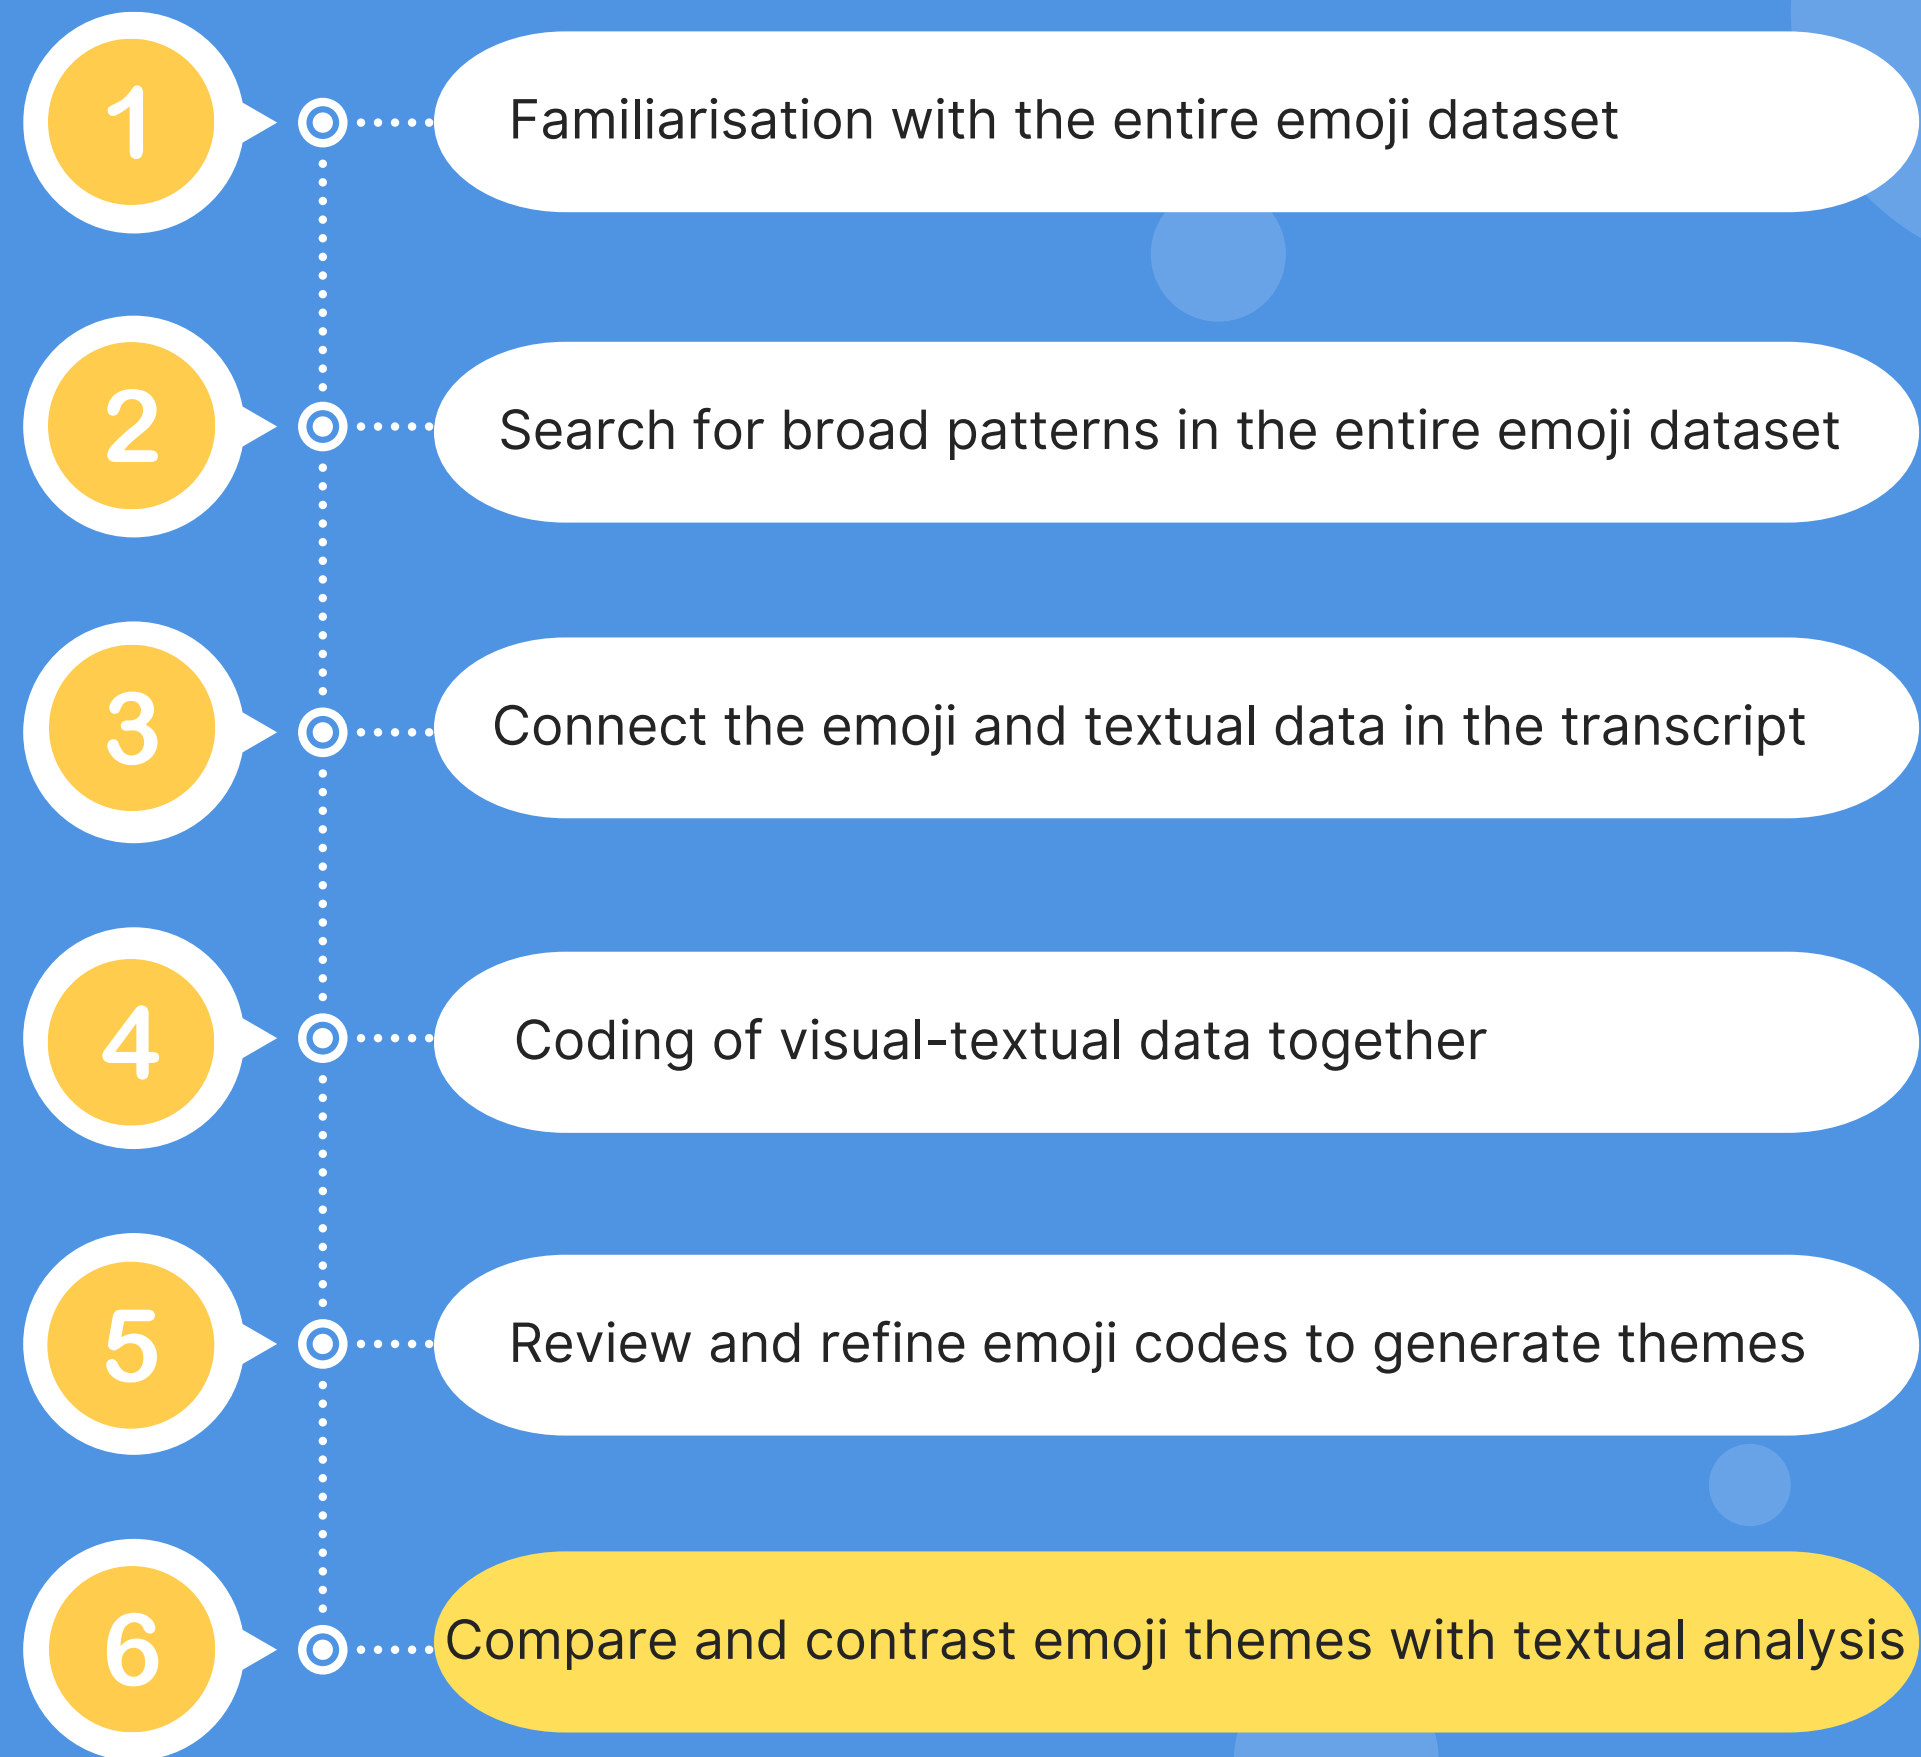 1
Familiarisation with the entire emoji dataset
2
Search for broad patterns in the entire emoji dataset
3
Connect the emoji and textual data in the transcript
4
Coding of visual-textual data together
5
Review and refine emoji codes to generate themes
6
Compare and contrast emoji themes with textual analysis